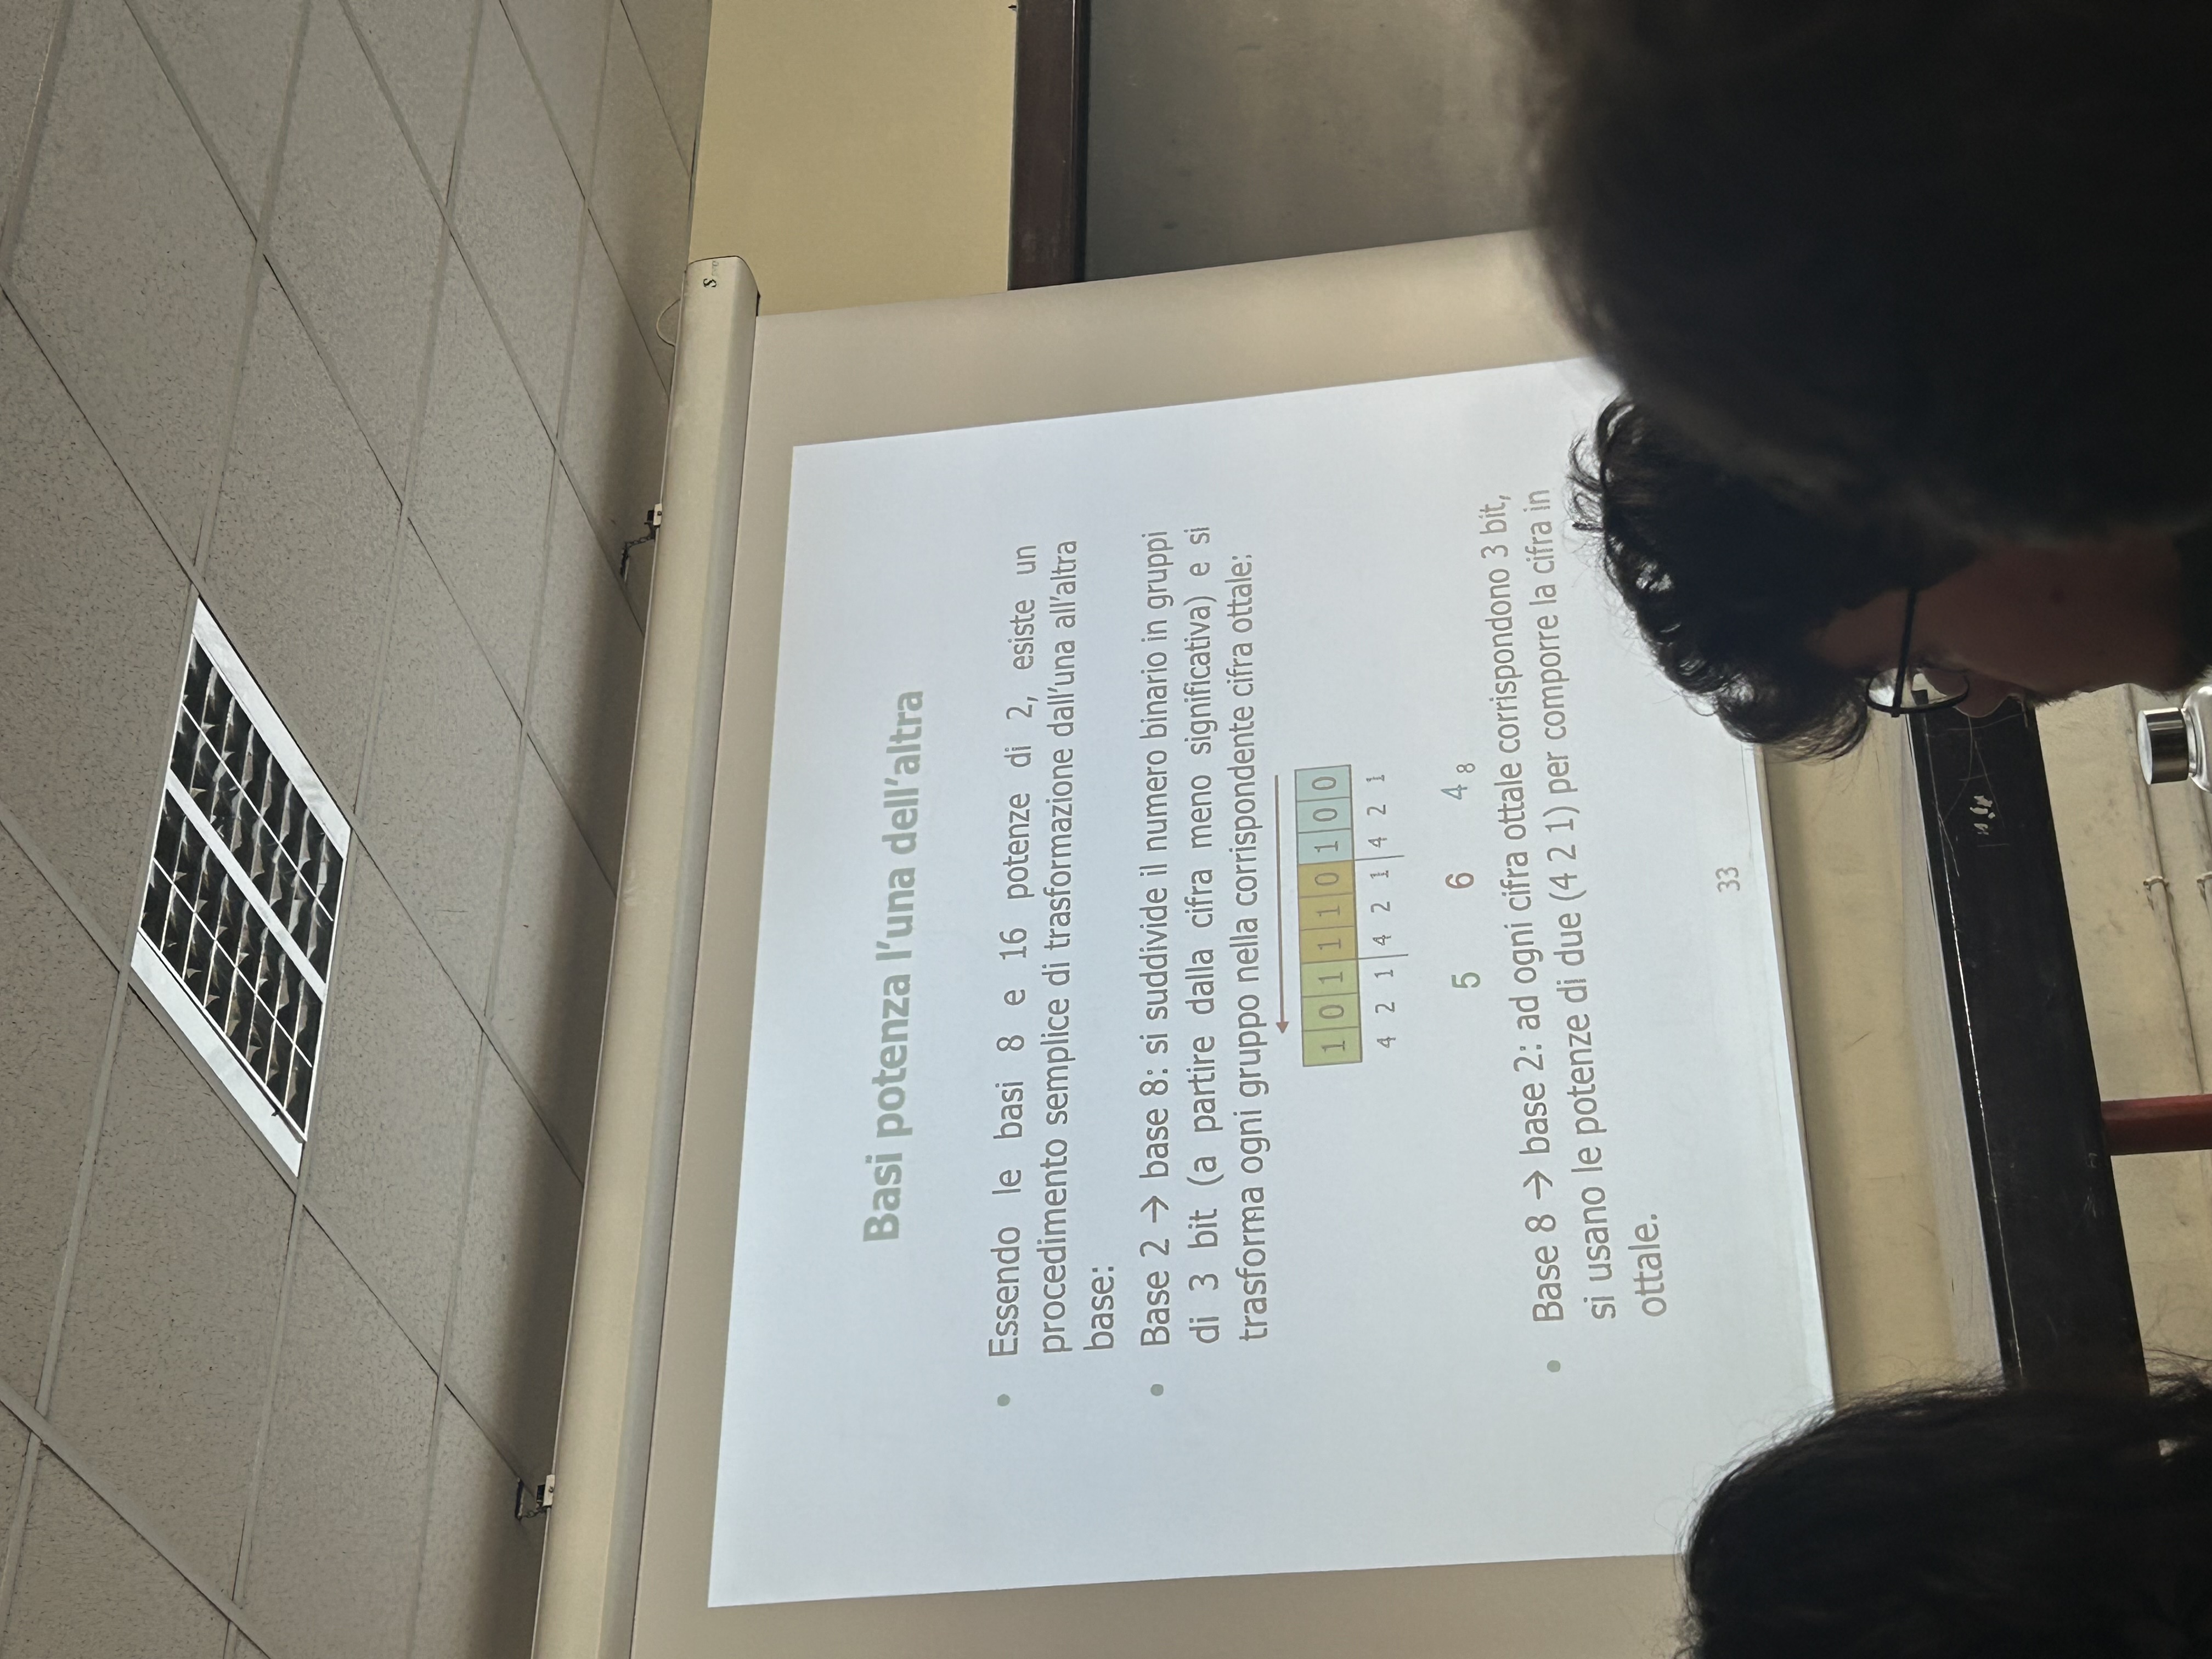 Basi potenza l'una dell'altra
• Essendo le basi 8 e 16 potenze di 2, esiste un
procedimento semplice di trasformazione dall'una all'altra
base:
• Base 2 → base 8: si suddivide il numero binario in gruppi
di 3 bit (a partire dalla cifra meno significativa) e si
trasforma ogni gruppo nella corrispondente cifra ottale:
1 0 1 1 1 0 1 0 0
4 2 1 4 2 1 4 2 1
5 6 4 8
• Base 8 → base 2: ad ogni cifra ottale corrispondono 3 bit,
si usano le potenze di due (4 2 1) per comporre la cifra in
ottale.
33